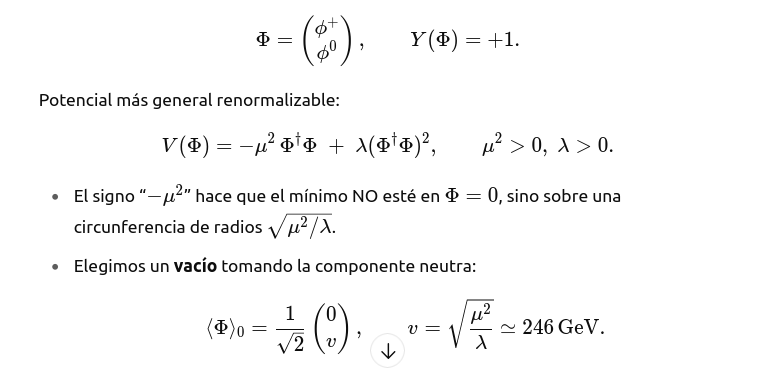 Φ = (φ⁺ φ⁰), Y(Φ) = +1.
Potencial más general renormalizable:
V(Φ) = −μ² Φ†Φ + λ(Φ†Φ)², μ² > 0, λ > 0.
• El signo “−μ²” hace que el mínimo NO esté en Φ = 0, sino sobre una
circunferencia de radios √(μ²/λ).
• Elegimos un vacío tomando la componente neutra:
⟨Φ⟩₀ = 1/√2 (0 v), v = √(μ²/λ) ≃ 246 GeV.